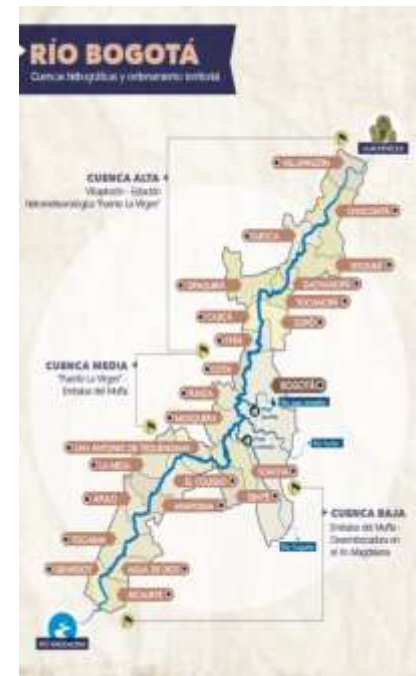 RÍO BOGOTÁ
Cuencas hidrográficas y ordenamiento territorial
VILLAPINZÓN
CUENCA ALTA
Villapinzón - Estación
hidrometeorológica "Puente La Virgen"
CHOCONTÁ
SUESCA
GACHANCIPÁ
ZIPAQUIRÁ
TOCANCIPÁ
CAJICÁ
SOPÓ
CHÍA
COTA
CUENCA MEDIA
"Puente La Virgen" -
Embalse del Muña
FUNZA
BOGOTÁ
MOSQUERA
SAN ANTONIO DE TEQUENDAMA
LA MESA
SOACHA
EL COLEGIO
SIBATÉ
APULO
ANAPOIMA
CUENCA BAJA
Embalse del Muña -
Desembocadura en
el río Magdalena
TOCAIMA
GIRARDOT
AGUA DE DIOS
RICAURTE
RÍO MAGDALENA